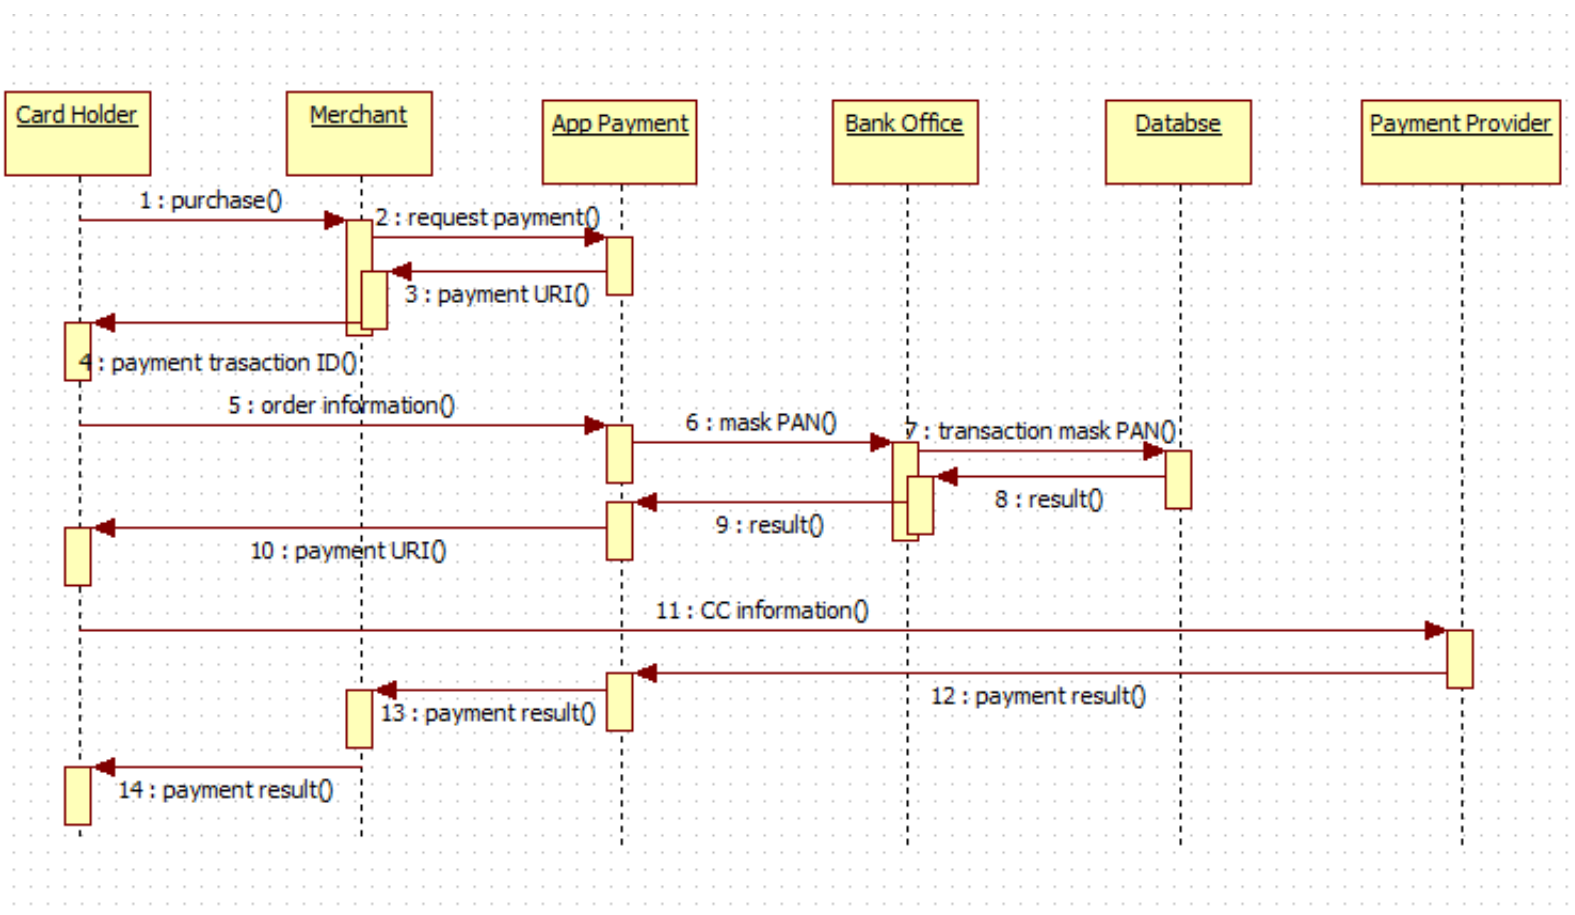 Card Holder
Merchant
App Payment
Bank Office
Databse
Payment Provider
1 : purchase()
2 : request payment()
3 : payment URI()
4 : payment trasaction ID()
5 : order information()
6 : mask PAN()
7 : transaction mask PAN()
8 : result()
9 : result()
10 : payment URI()
11 : CC information()
12 : payment result()
13 : payment result()
14 : payment result()